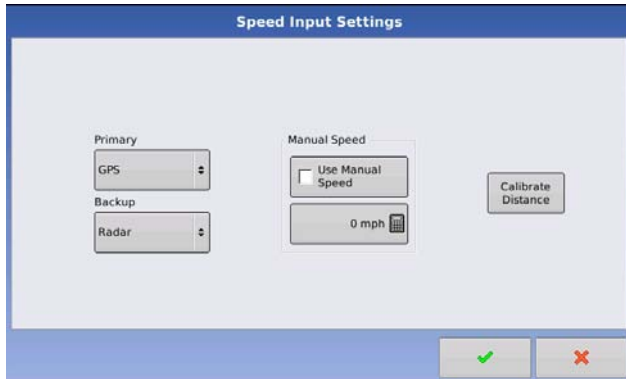 Speed Input Settings
Primary
GPS
Backup
Radar
Manual Speed
Use Manual
Speed
0 mph
Calibrate
Distance